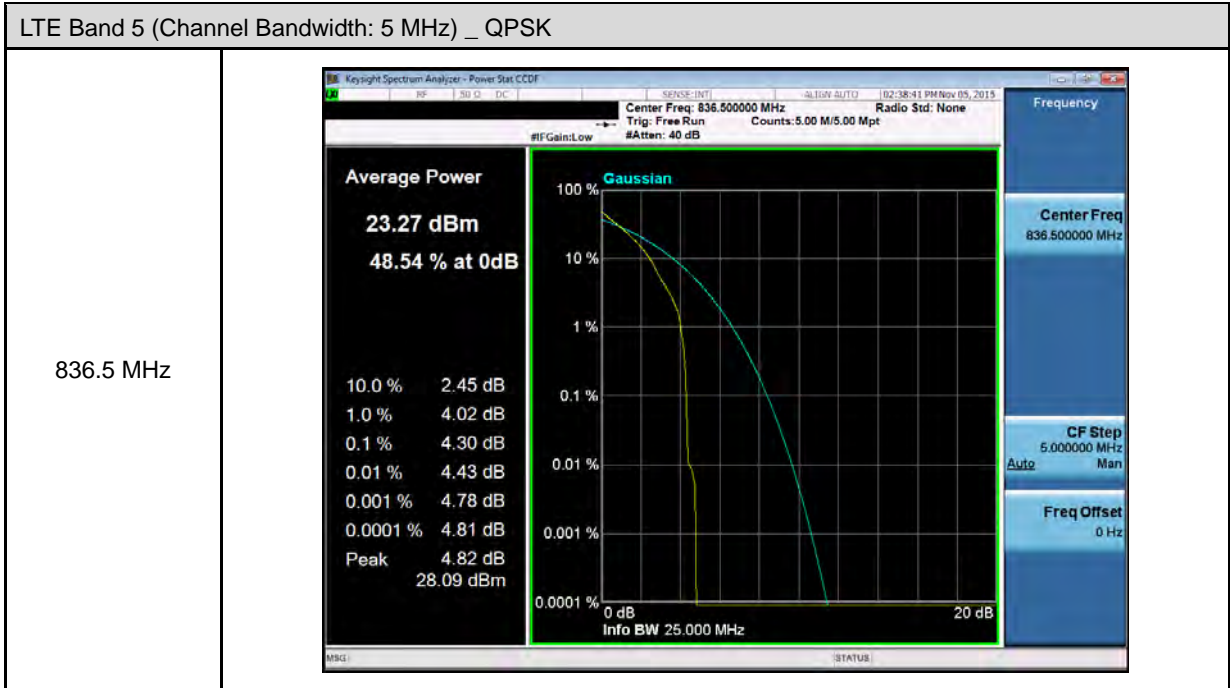 LTE Band 5 (Channel Bandwidth: 5 MHz) _ QPSK
836.5 MHz
Keysight Spectrum Analyzer - Power Stat CCDF
RF 50 Ω DC SENSE:INT ALIGN AUTO 02:38:41 PM Nov 05, 2015
Center Freq: 836.500000 MHz Radio Std: None
Trig: Free Run Counts:5.00 M/5.00 Mpt
#IFGain:Low #Atten: 40 dB
Average Power
23.27 dBm
48.54 % at 0dB
10.0 % 2.45 dB
1.0 % 4.02 dB
0.1 % 4.30 dB
0.01 % 4.43 dB
0.001 % 4.78 dB
0.0001 % 4.81 dB
Peak 4.82 dB
28.09 dBm
Gaussian
100 %
10 %
1 %
0.1 %
0.01 %
0.001 %
0.0001 %
0 dB 20 dB
Info BW 25.000 MHz
Frequency
Center Freq
836.500000 MHz
CF Step
5.000000 MHz
Auto Man
Freq Offset
0 Hz
MSG STATUS